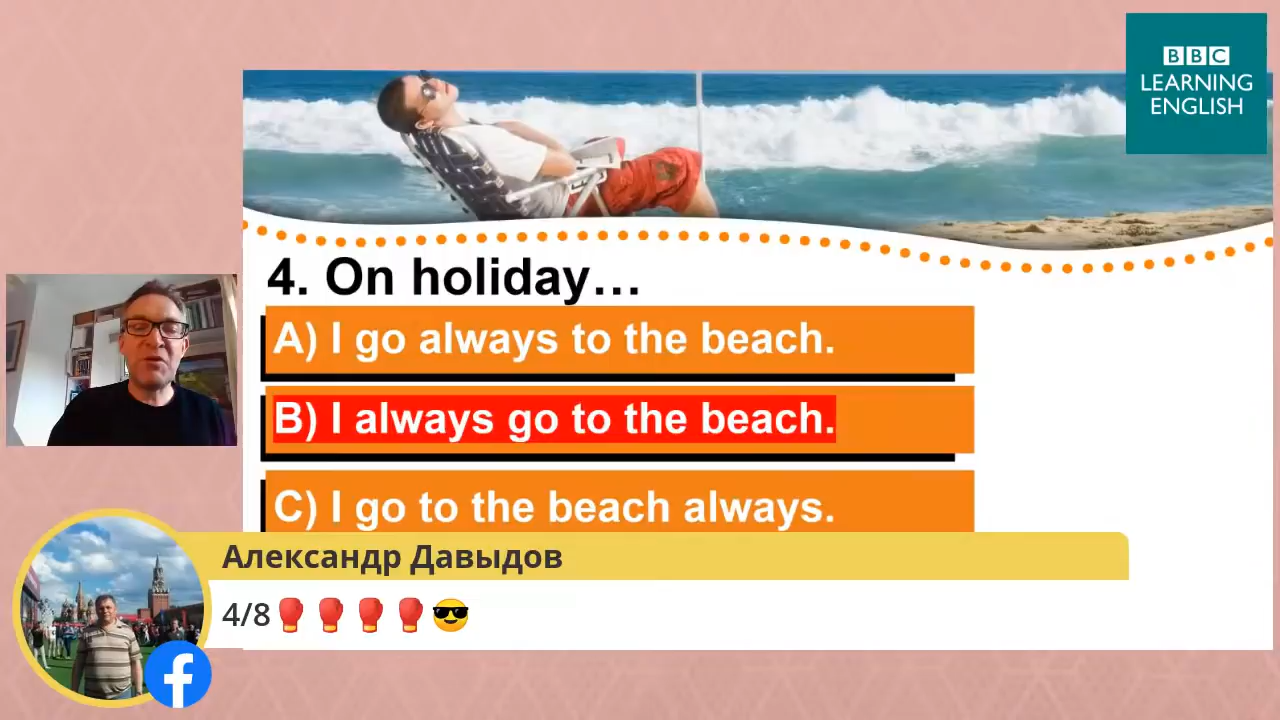 BBC
LEARNING
ENGLISH
4. On holiday…
A) I go always to the beach.
B) I always go to the beach.
C) I go to the beach always.
Александр Давыдов
4/8🥊🥊🥊🥊😎